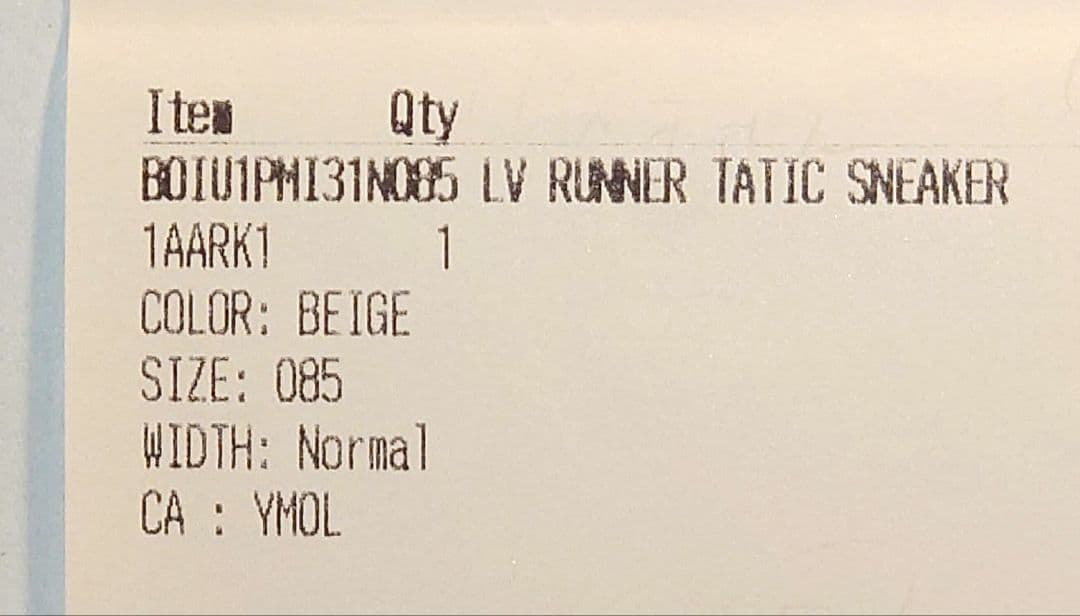 Item Qty
BOIU1PMI31N085 LV RUNNER TATIC SNEAKER
1AARK1 1
COLOR: BEIGE
SIZE: 085
WIDTH: Normal
CA : YMOL